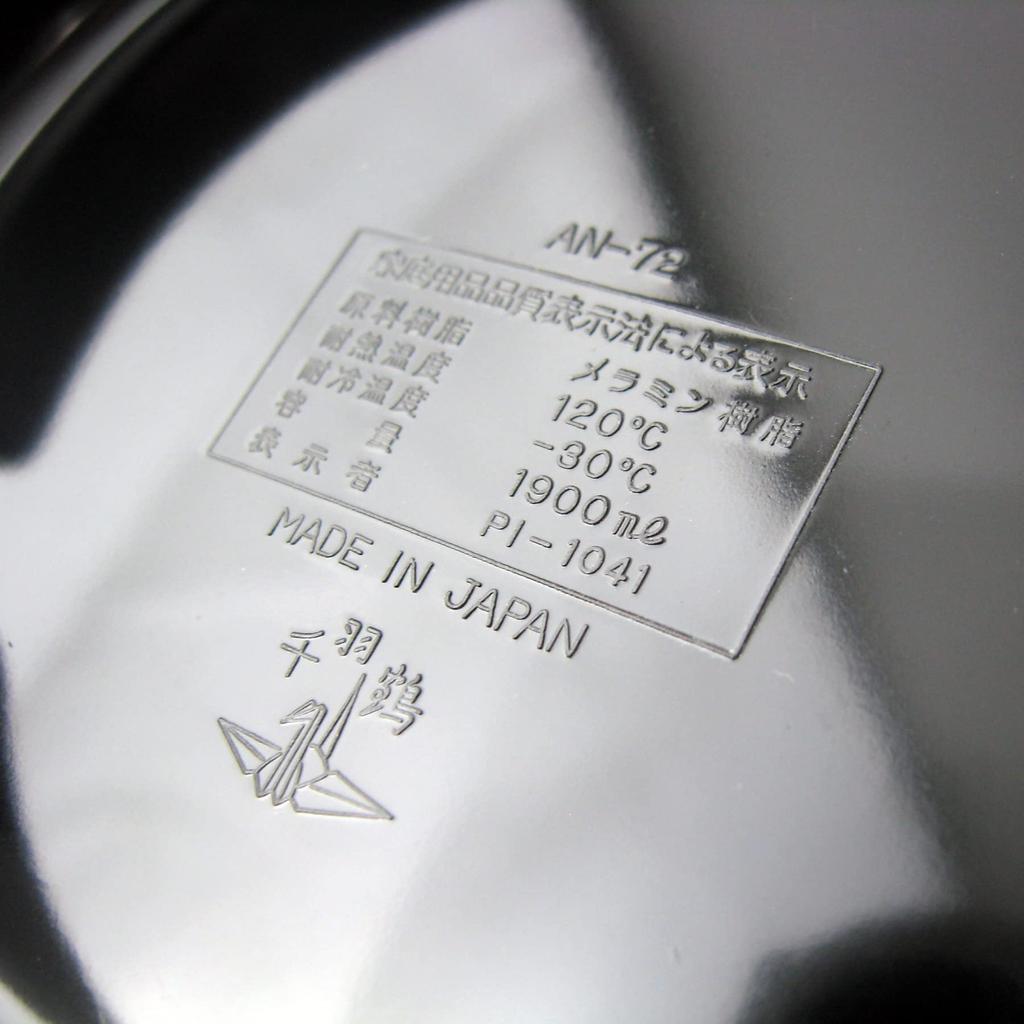 AN-72
家庭用品品質表示法による表示
原料樹脂 メラミン樹脂
耐熱温度 120℃
耐冷温度 -30℃
容量 1900ml
表示者 PI-1041
MADE IN JAPAN
千羽鶴